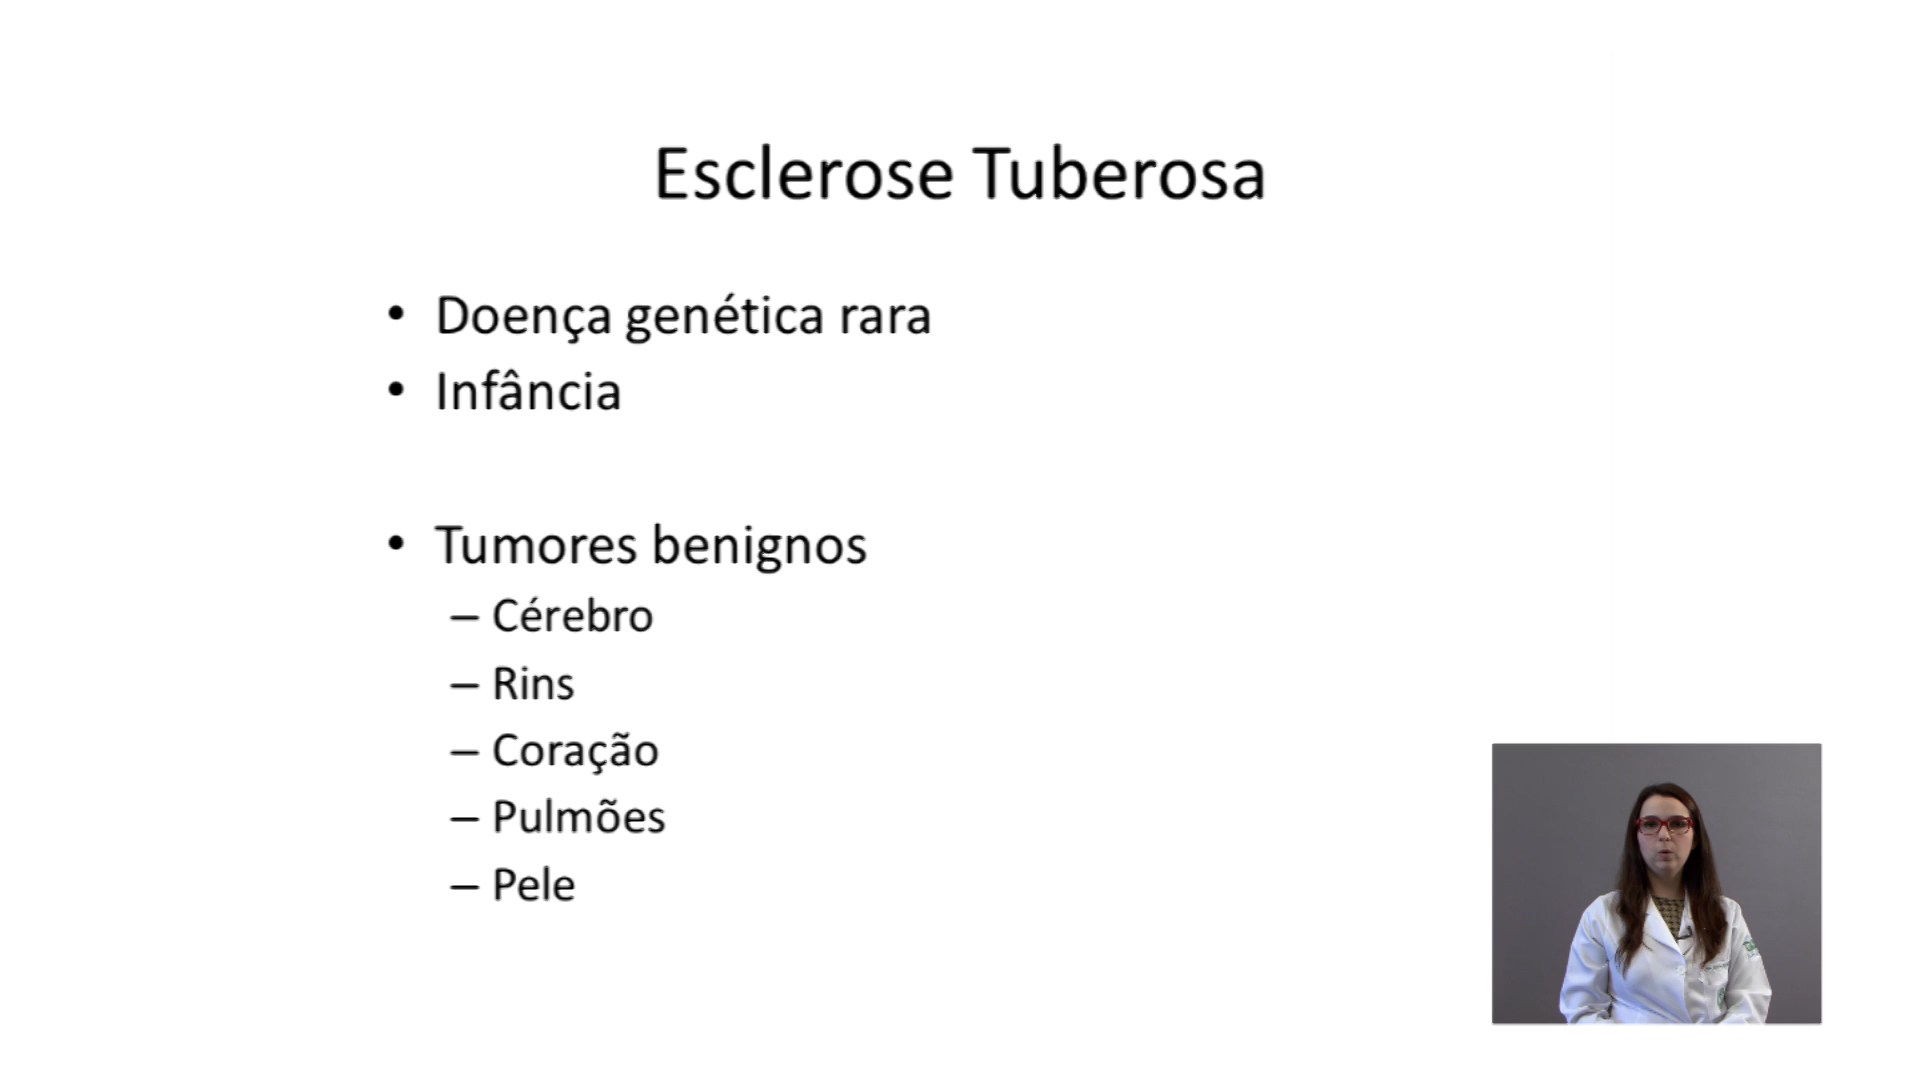 Esclerose Tuberosa
• Doença genética rara
• Infância
• Tumores benignos
– Cérebro
– Rins
– Coração
– Pulmões
– Pele